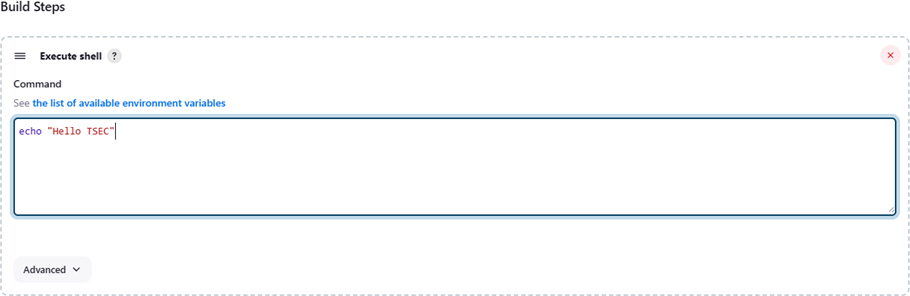 Build Steps
Execute shell ?
Command
See the list of available environment variables
echo "Hello TSEC"
Advanced